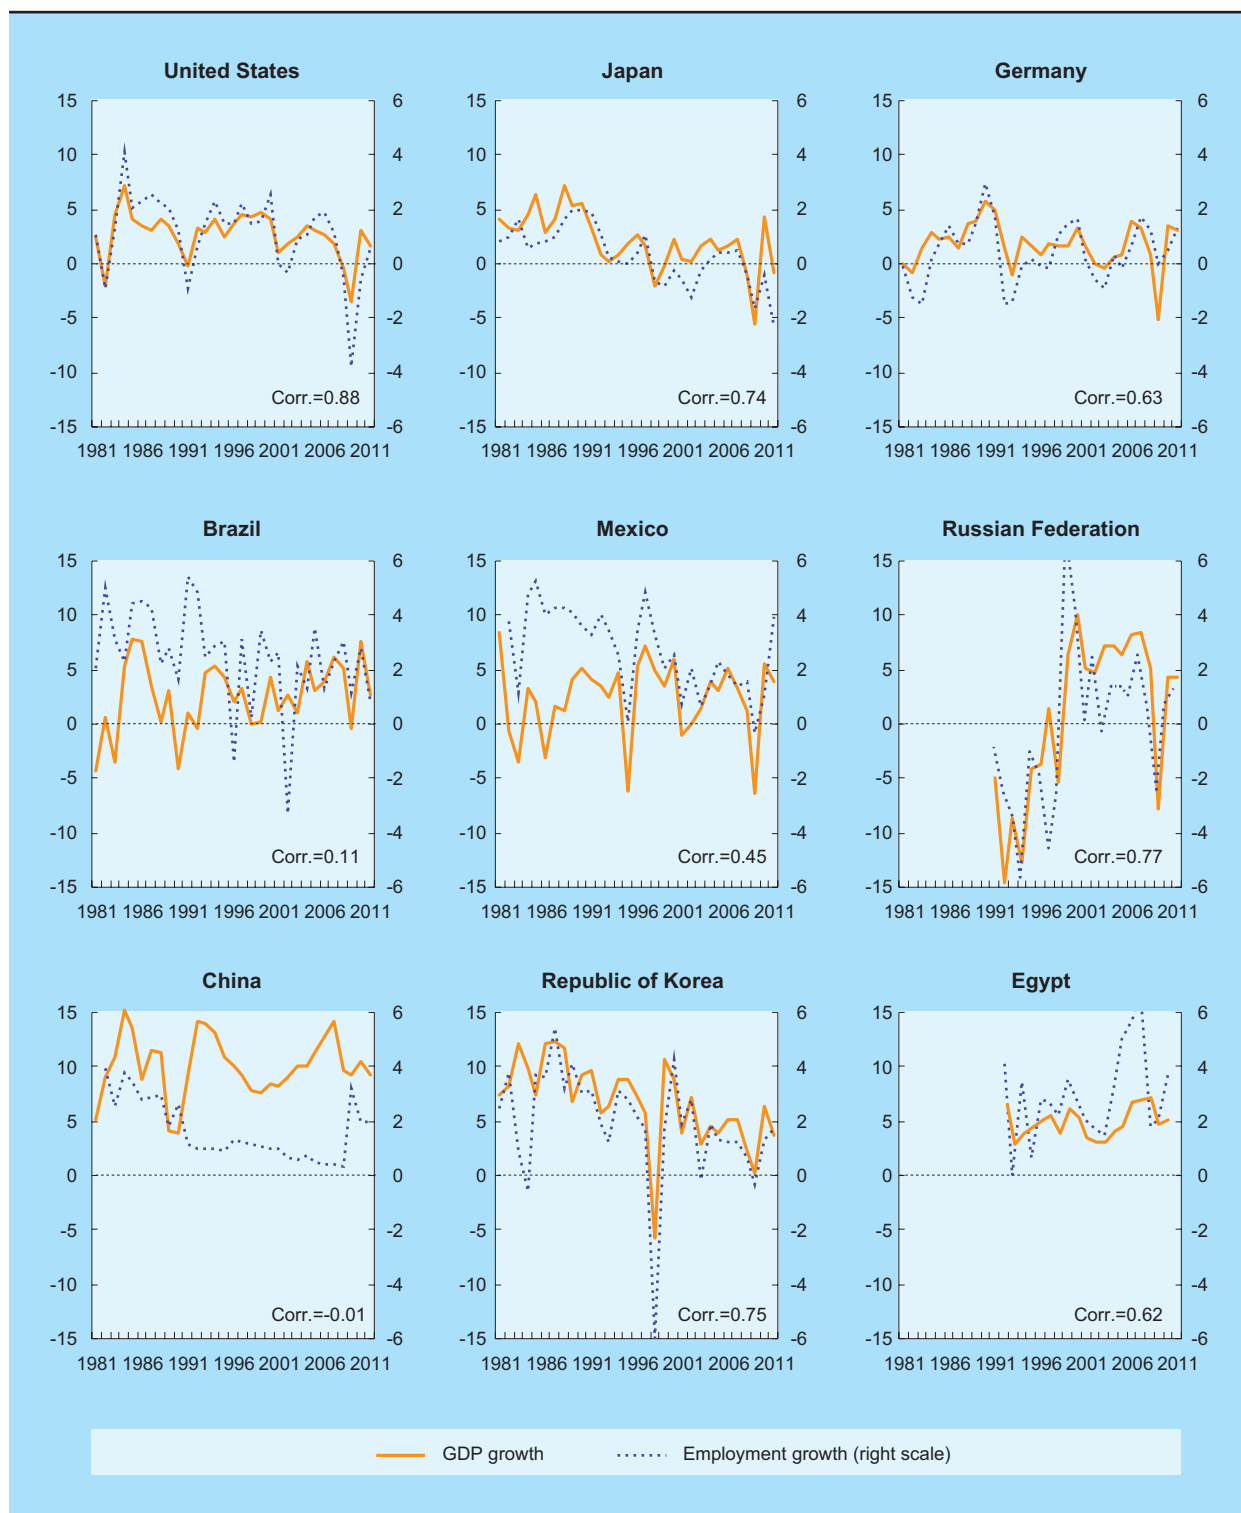 United States Japan Germany
15 6 15 6 15 6
10 4 10 4 10 4
5 2 5 2 5 2
0 0 0 0 0 0
-5 -2 -5 -2 -5 -2
-10 -4 -10 -4 -10 -4
Corr.=0.88 Corr.=0.74 Corr.=0.63
-15 -6 -15 -6 -15 -6
1981 1986 1991 1996 2001 2006 2011 1981 1986 1991 1996 2001 2006 2011 1981 1986 1991 1996 2001 2006 2011
Brazil Mexico Russian Federation
15 6 15 6 15 6
10 4 10 4 10 4
5 2 5 2 5 2
0 0 0 0 0 0
-5 -2 -5 -2 -5 -2
-10 -4 -10 -4 -10 -4
Corr.=0.11 Corr.=0.45 Corr.=0.77
-15 -6 -15 -6 -15 -6
1981 1986 1991 1996 2001 2006 2011 1981 1986 1991 1996 2001 2006 2011 1981 1986 1991 1996 2001 2006 2011
China Republic of Korea Egypt
15 6 15 6 15 6
10 4 10 4 10 4
5 2 5 2 5 2
0 0 0 0 0 0
-5 -2 -5 -2 -5 -2
-10 -4 -10 -4 -10 -4
Corr.=-0.01 Corr.=0.75 Corr.=0.62
-15 -6 -15 -6 -15 -6
1981 1986 1991 1996 2001 2006 2011 1981 1986 1991 1996 2001 2006 2011 1981 1986 1991 1996 2001 2006 2011
GDP growth Employment growth (right scale)